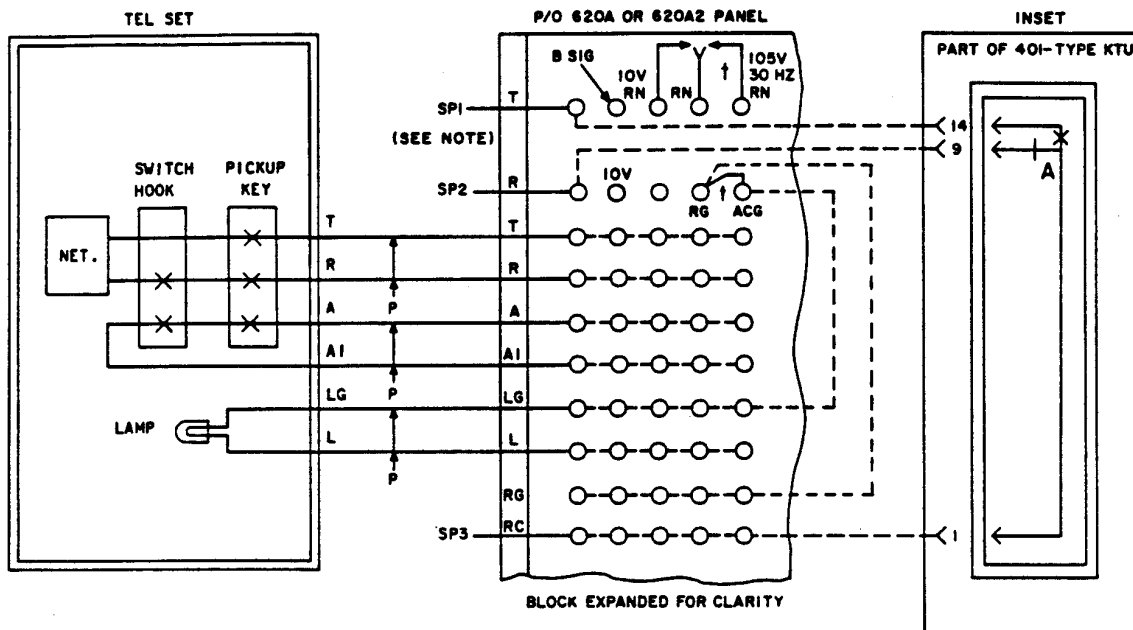 TEL SET
P/O 620A OR 620A2 PANEL
INSET
PART OF 401-TYPE KTU
B SIG
10V
RN
RN
105V
30 HZ
RN
SP1
T
(SEE NOTE)
14
9
A
SWITCH
HOOK
PICKUP
KEY
SP2
R
10V
RG
ACG
NET.
T
T
R
R
P
A
A
A1
A1
P
LG
LG
LAMP
L
L
P
RG
SP3
RC
1
BLOCK EXPANDED FOR CLARITY